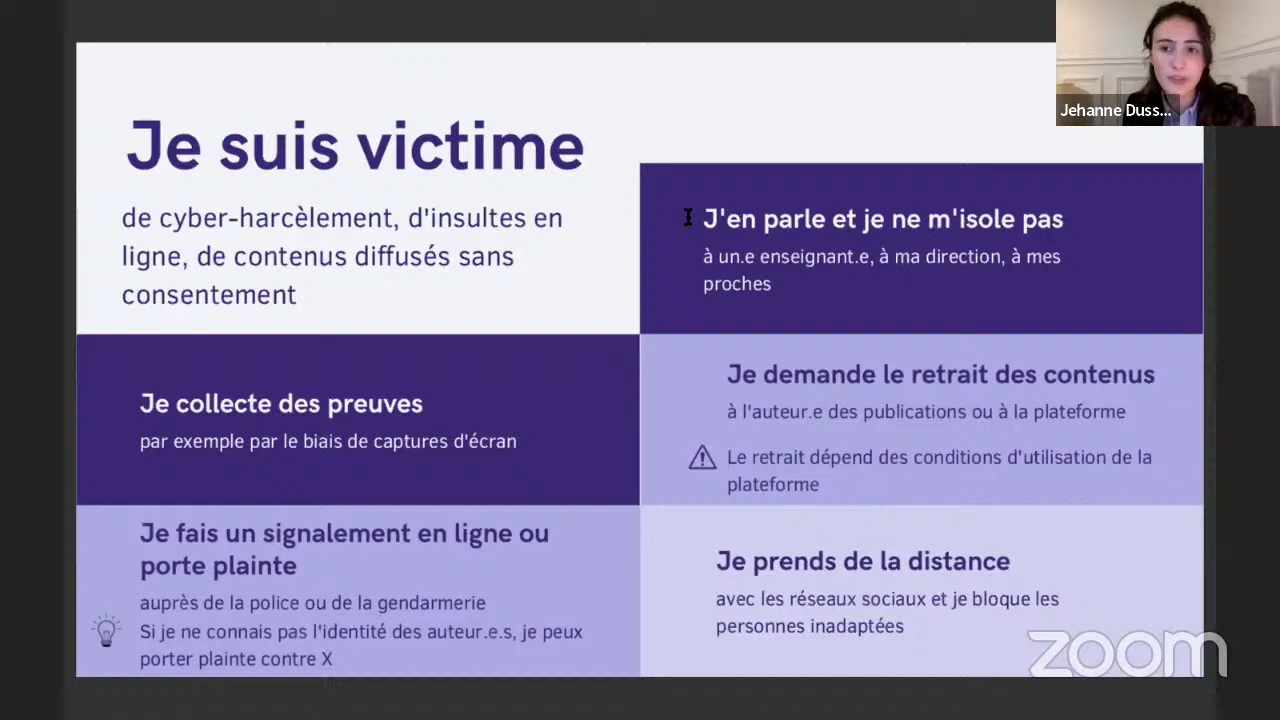 Jehanne Duss...
Je suis victime
de cyber-harcèlement, d'insultes en
ligne, de contenus diffusés sans
consentement
J'en parle et je ne m'isole pas
à un.e enseignant.e, à ma direction, à mes
proches
Je collecte des preuves
par exemple par le biais de captures d'écran
Je demande le retrait des contenus
à l'auteur.e des publications ou à la plateforme
Le retrait dépend des conditions d'utilisation de la
plateforme
Je fais un signalement en ligne ou
porte plainte
auprès de la police ou de la gendarmerie
Si je ne connais pas l'identité des auteur.e.s, je peux
porter plainte contre X
Je prends de la distance
avec les réseaux sociaux et je bloque les
personnes inadaptées
zoom